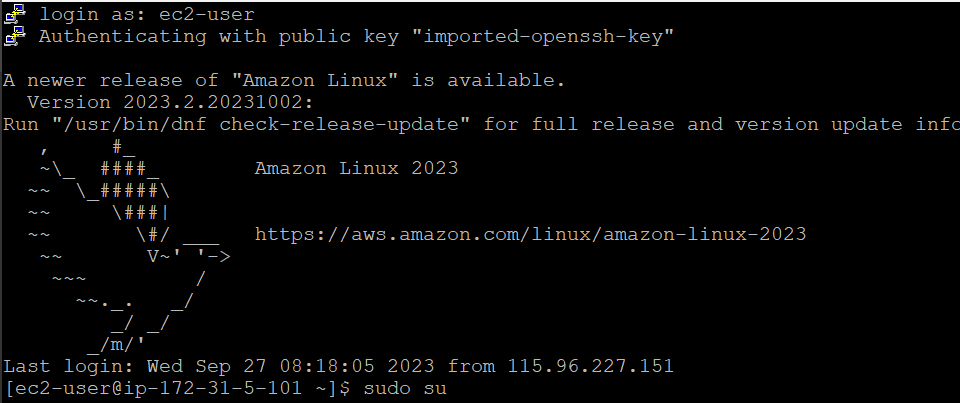 login as: ec2-user
Authenticating with public key "imported-openssh-key"
A newer release of "Amazon Linux" is available.
  Version 2023.2.20231002:
Run "/usr/bin/dnf check-release-update" for full release and version update info
   ,     #_
   ~\_  ####_        Amazon Linux 2023
  ~~  \_#####\
  ~~     \###|
  ~~       \#/ ___   https://aws.amazon.com/linux/amazon-linux-2023
   ~~       V~' '->
    ~~~         /
      ~~._.   _/
         _/ _/
       _/m/'
Last login: Wed Sep 27 08:18:05 2023 from 115.96.227.151
[ec2-user@ip-172-31-5-101 ~]$ sudo su